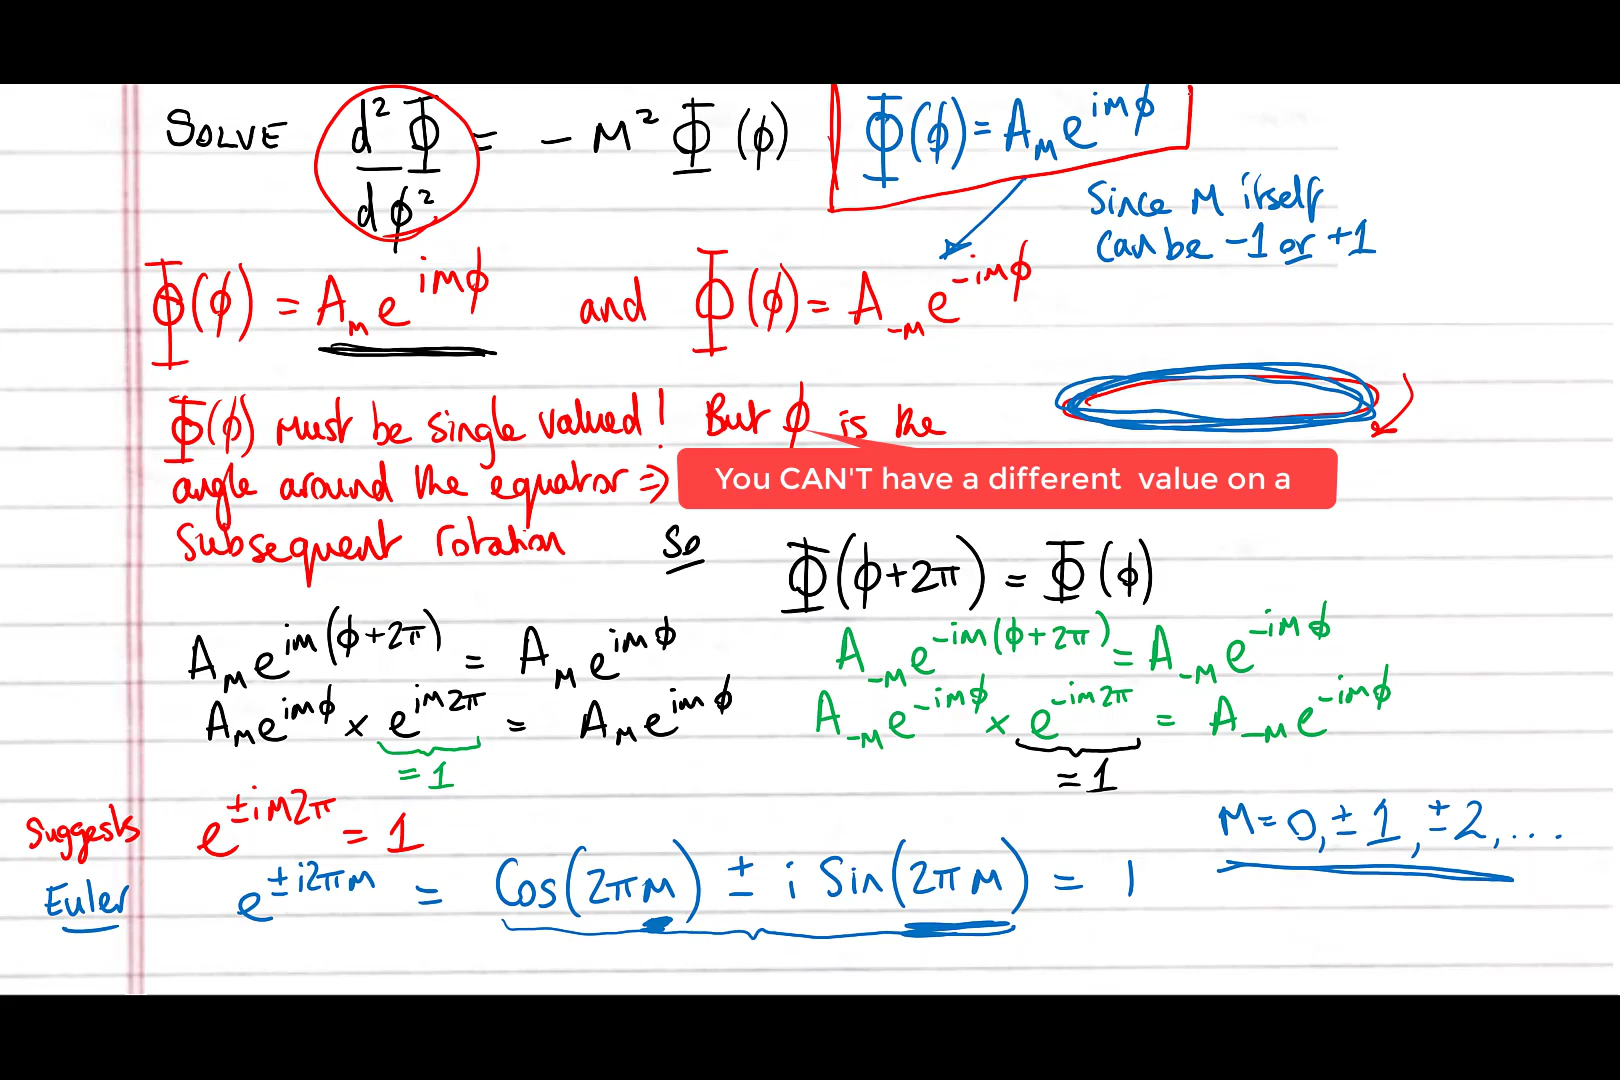 SOLVE d²Φ/dϕ² = - M² Φ(ϕ) Φ(ϕ) = A_M e^{imϕ}
Since M itself
can be -1 or +1
Φ(ϕ) = A_m e^{imϕ} and Φ(ϕ) = A_{-M} e^{-imϕ}
Φ(ϕ) must be single valued! But ϕ is the
angle around the equator ⇒
You CAN'T have a different value on a
subsequent rotation So Φ(ϕ+2π) = Φ(ϕ)
A_M e^{im(ϕ+2π)} = A_M e^{imϕ} A_{-M} e^{-im(ϕ+2π)} = A_{-M} e^{-imϕ}
A_M e^{imϕ} × e^{im2π} = A_M e^{imϕ} A_{-M} e^{-imϕ} × e^{-im2π} = A_{-M} e^{-imϕ}
=1 =1
Suggests e^{±im2π} = 1 M = 0, ±1, ±2, ...
Euler e^{±i2πm} = Cos(2πm) ± i Sin(2πm) = 1